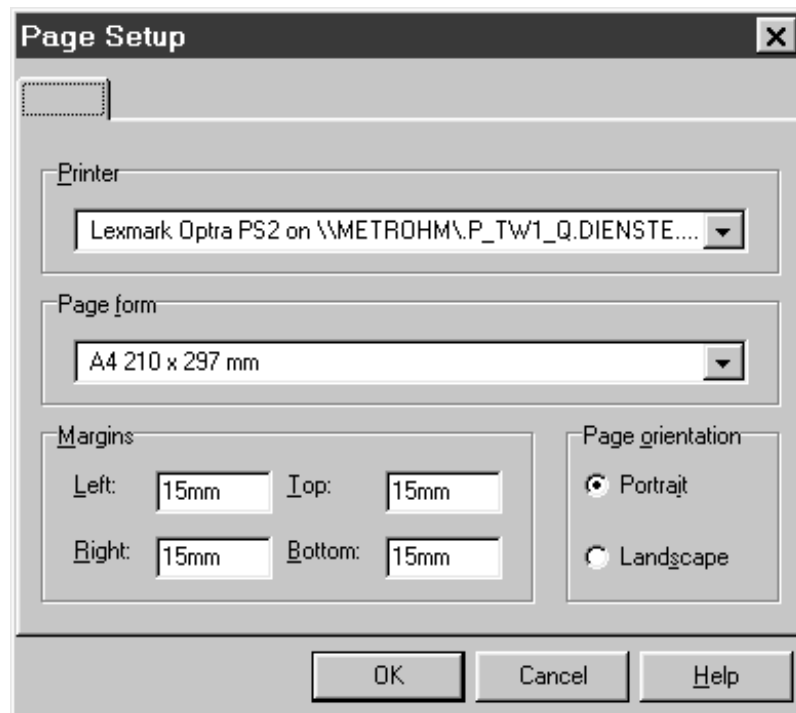 Page Setup
Printer
Lexmark Optra PS2 on \\METROHM\.P_TW1_Q.DIENSTE....
Page form
A4 210 x 297 mm
Margins
Page orientation
Left: 15mm Top: 15mm
Portrait
Right: 15mm Bottom: 15mm
Landscape
OK Cancel Help